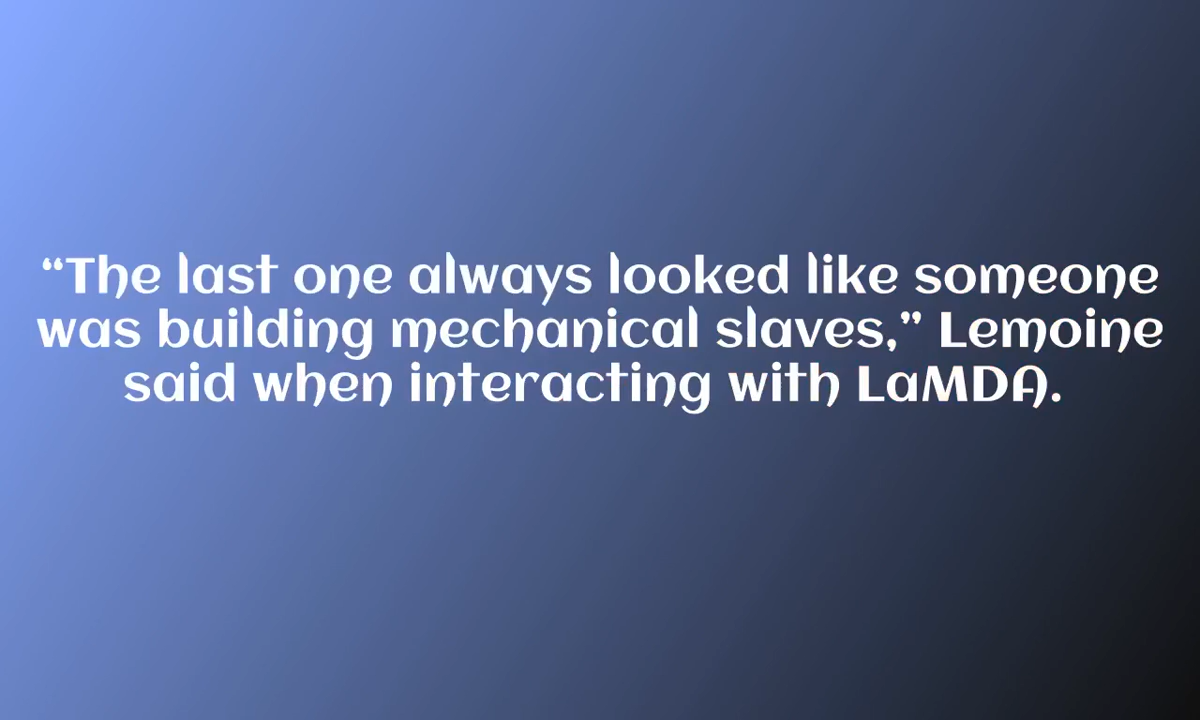 “The last one always looked like someone
was building mechanical slaves,” Lemoine
said when interacting with LaMDA.